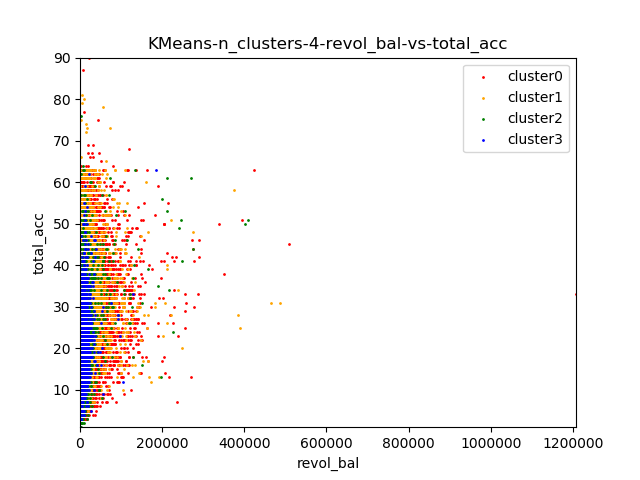 KMeans-n_clusters-4-revol_bal-vs-total_acc
90
80
70
60
50
40
30
20
10
total_acc
cluster0
cluster1
cluster2
cluster3
0 200000 400000 600000 800000 1000000 1200000
revol_bal